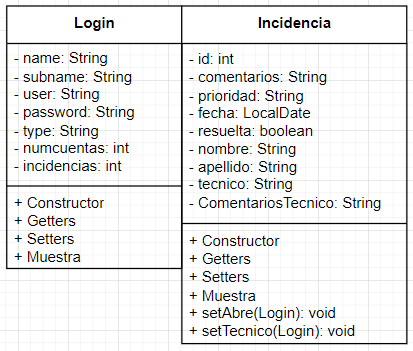 Login
- name: String
- subname: String
- user: String
- password: String
- type: String
- numcuentas: int
- incidencias: int
+ Constructor
+ Getters
+ Setters
+ Muestra
Incidencia
- id: int
- comentarios: String
- prioridad: String
- fecha: LocalDate
- resuelta: boolean
- nombre: String
- apellido: String
- tecnico: String
- ComentariosTecnico: String
+ Constructor
+ Getters
+ Setters
+ Muestra
+ setAbre(Login): void
+ setTecnico(Login): void